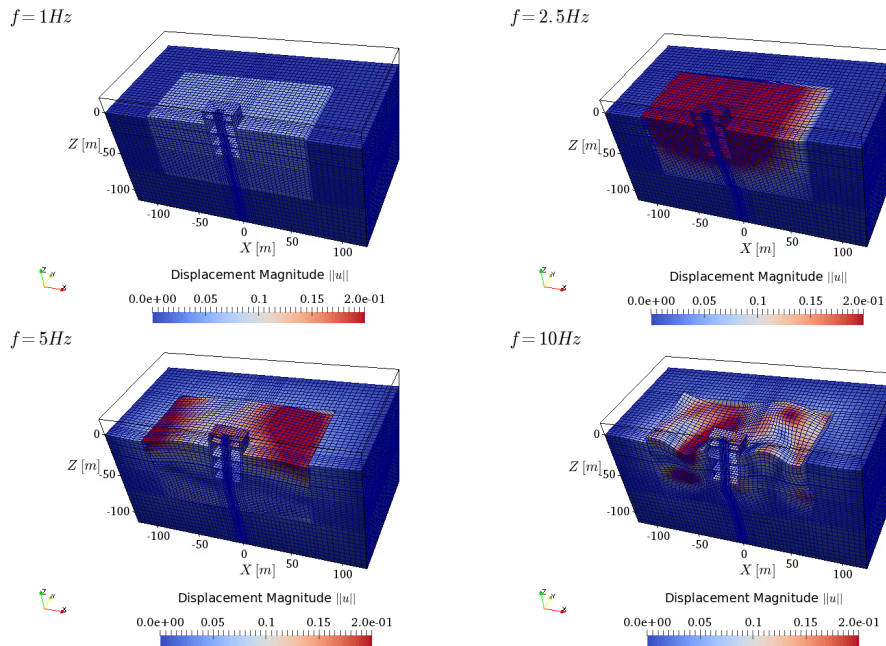 f = 1Hz
f = 2.5Hz
0
Z [m]
-50
-100
-100
-50
0
50
100
X [m]
Z
Y
X
Displacement Magnitude ||u||
0.0e+00 0.05 0.1 0.15 2.0e-01
0
Z [m]
-50
-100
-100
-50
0
50
100
X [m]
Z
Y
X
Displacement Magnitude ||u||
0.0e+00 0.05 0.1 0.15 2.0e-01
f = 5Hz
f = 10Hz
0
Z [m]
-50
-100
-100
-50
0
50
100
X [m]
Z
Y
X
Displacement Magnitude ||u||
0.0e+00 0.05 0.1 0.15 2.0e-01
0
Z [m]
-50
-100
-100
-50
0
50
100
X [m]
Z
Y
X
Displacement Magnitude ||u||
0.0e+00 0.05 0.1 0.15 2.0e-01